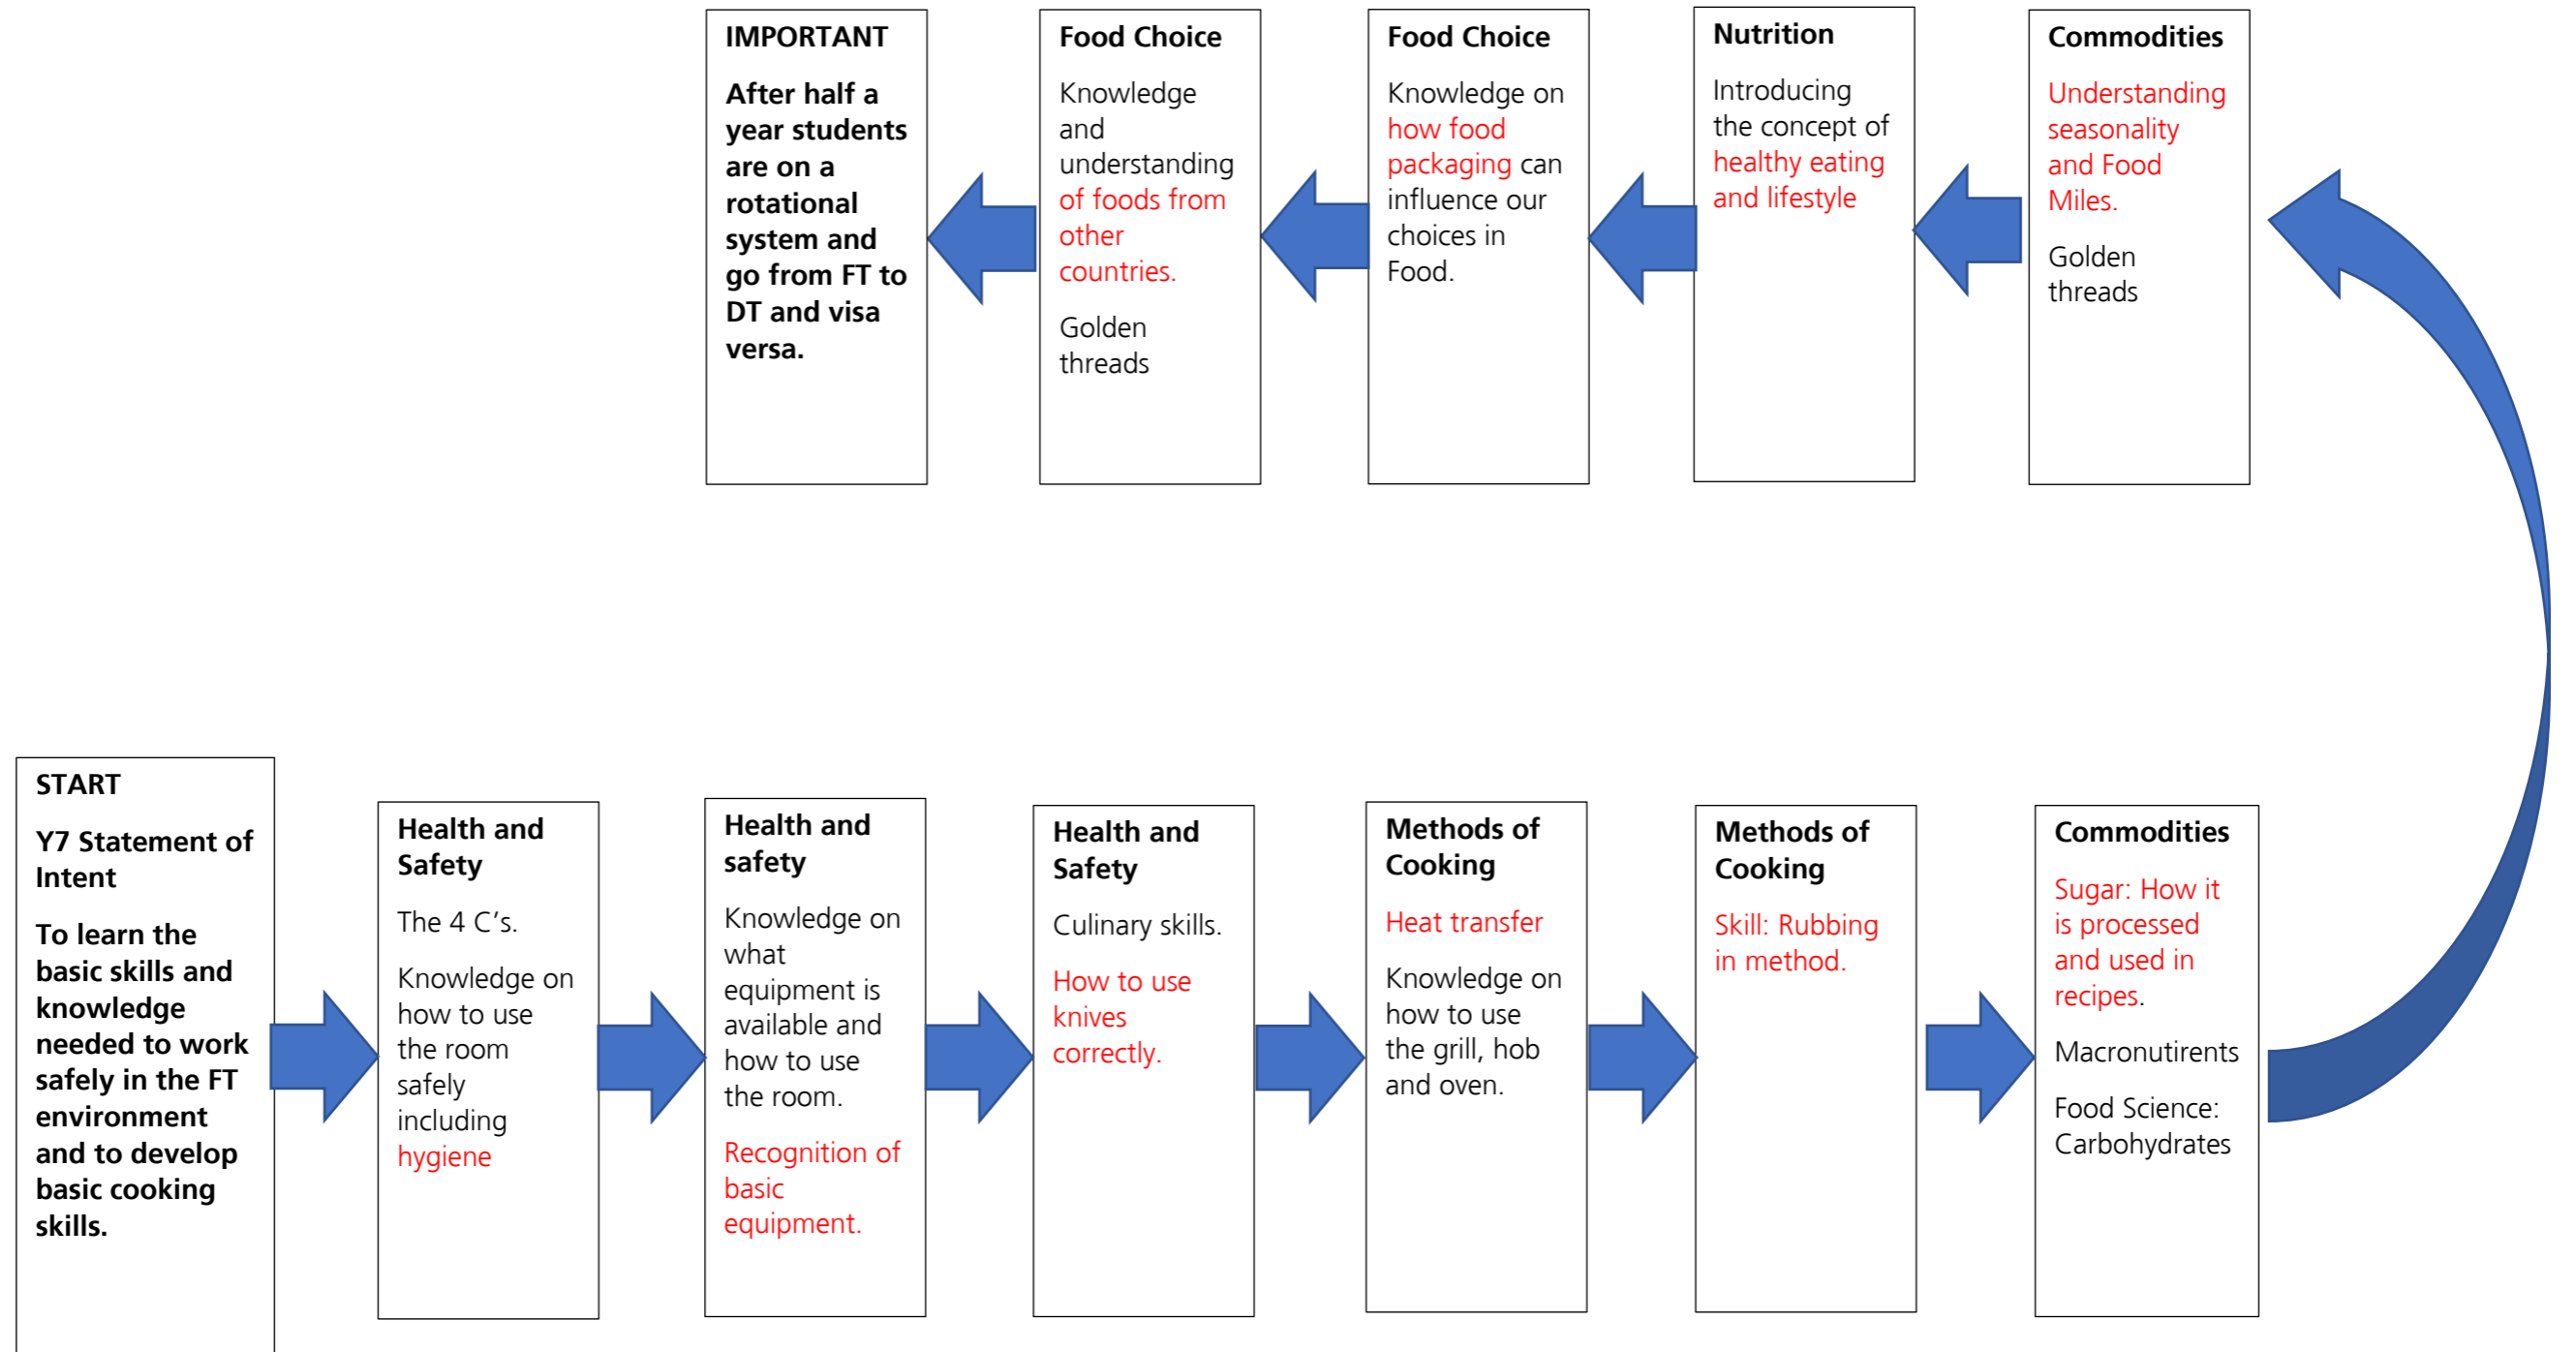 IMPORTANT
After half a
year students
are on a
rotational
system and
go from FT to
DT and visa
versa.
Food Choice
Knowledge
and
understanding
of foods from
other
countries.
Golden
threads
Food Choice
Knowledge on
how food
packaging can
influence our
choices in
Food.
Nutrition
Introducing
the concept of
healthy eating
and lifestyle
Commodities
Understanding
seasonality
and Food
Miles.
Golden
threads
START
Y7 Statement of
Intent
To learn the
basic skills and
knowledge
needed to work
safely in the FT
environment
and to develop
basic cooking
skills.
Health and
Safety
The 4 C’s.
Knowledge on
how to use
the room
safely
including
hygiene
Health and
safety
Knowledge on
what
equipment is
available and
how to use
the room.
Recognition of
basic
equipment.
Health and
Safety
Culinary skills.
How to use
knives
correctly.
Methods of
Cooking
Heat transfer
Knowledge on
how to use
the grill, hob
and oven.
Methods of
Cooking
Skill: Rubbing
in method.
Commodities
Sugar: How it
is processed
and used in
recipes.
Macronutirents
Food Science:
Carbohydrates